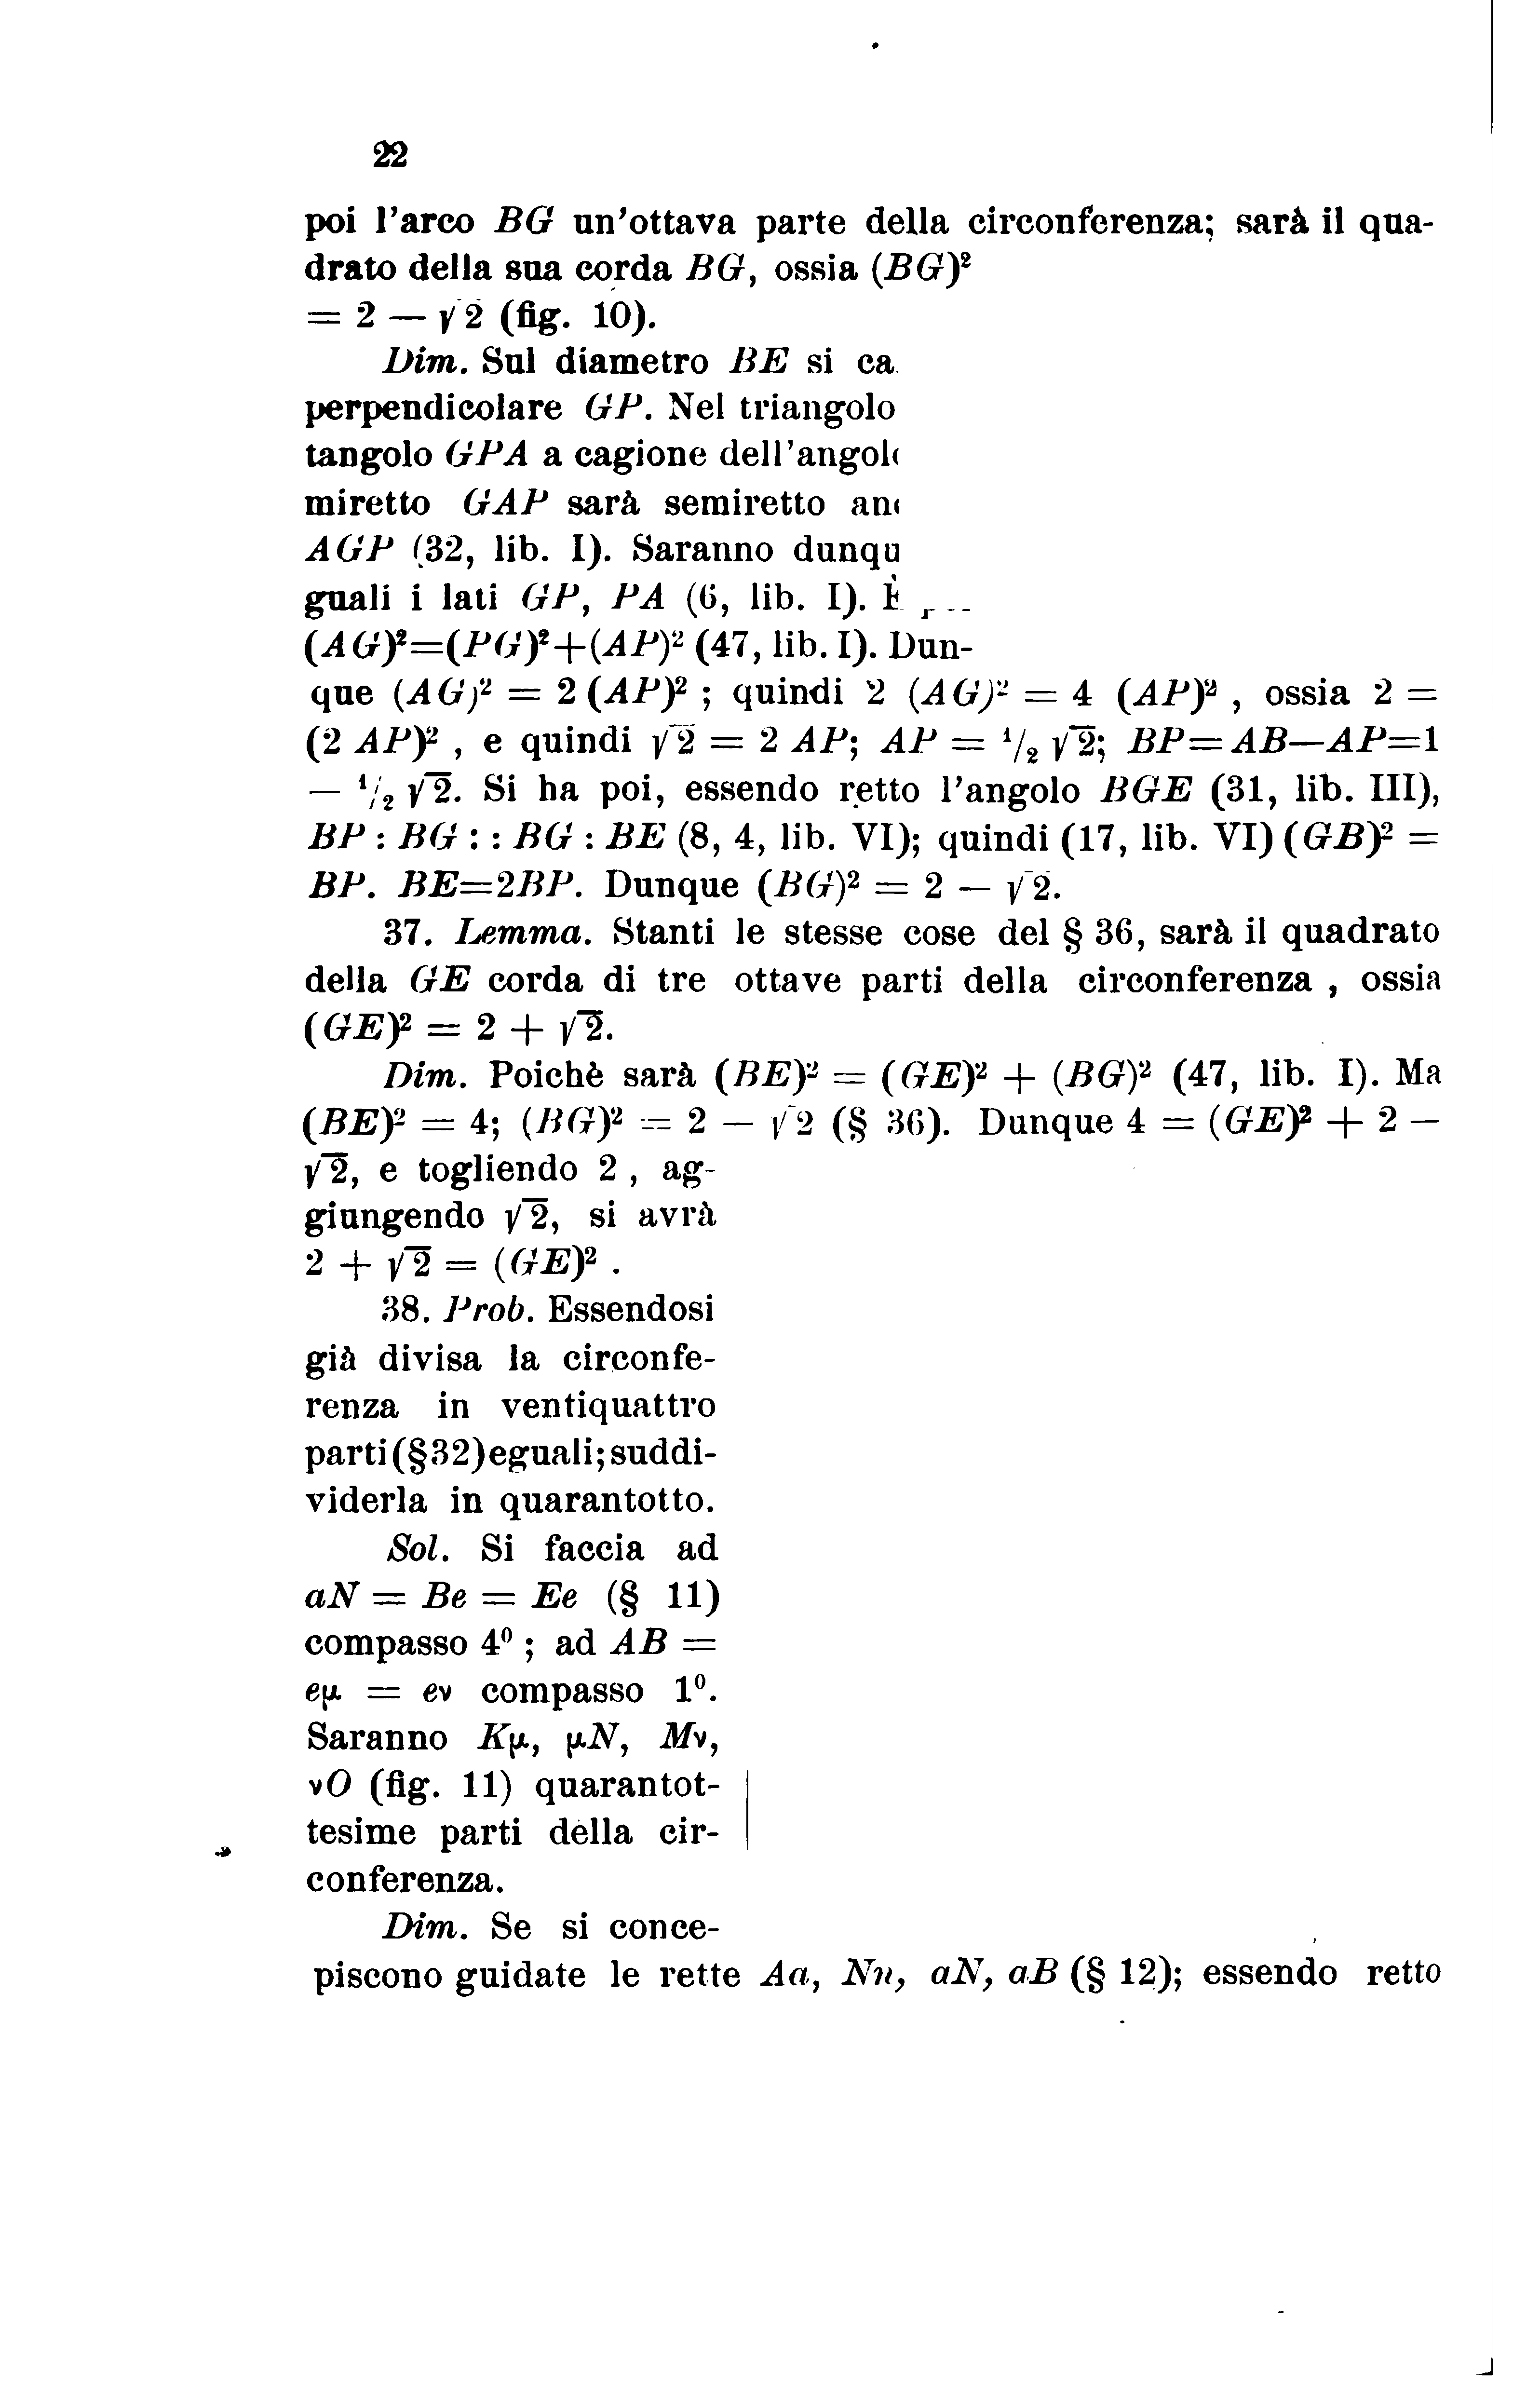 22
poi l'arco BG un'ottava parte della circonferenza; sarà il qua-
drato della sua corda BG, ossia (BG)²
= 2 — √2 (fig. 10).
Dim. Sul diametro BE si ca
perpendicolare GP. Nel triangolo
tangolo GPA a cagione dell'angol
miretto GAP sarà semiretto an
AGP (32, lib. I). Saranno dunqu
guali i lati GP, PA (6, lib. I). È
(AG)²=(PG)²+(AP)² (47, lib. I). Dun-
que (AG)² = 2 (AP)² ; quindi 2 (AG)² = 4 (AP)² , ossia 2 =
(2 AP)² , e quindi √2 = 2 AP; AP = ¹/₂ √2; BP=AB—AP=1
— ¹/₂ √2. Si ha poi, essendo retto l'angolo BGE (31, lib. III),
BP : BG : : BG : BE (8, 4, lib. VI); quindi (17, lib. VI) (GB)² =
BP. BE=2BP. Dunque (BG)² = 2 — √2.
37. Lemma. Stanti le stesse cose del § 36, sarà il quadrato
della GE corda di tre ottave parti della circonferenza , ossia
(GE)² = 2 + √2.
Dim. Poichè sarà (BE)² = (GE)² + (BG)² (47, lib. I). Ma
(BE)² = 4; (BG)² = 2 — √2 (§ 36). Dunque 4 = (GE)² + 2 —
√2, e togliendo 2 , ag-
giungendo √2, si avrà
2 + √2 = (GE)² .
38. Prob. Essendosi
già divisa la circonfe-
renza in ventiquattro
parti (§ 32) eguali; suddi-
viderla in quarantotto.
Sol. Si faccia ad
aN = Be = Ee (§ 11)
compasso 4⁰ ; ad AB =
eμ = eν compasso 1⁰.
Saranno Kμ, μN, Mν,
νO (fig. 11) quarantot-
tesime parti della cir-
conferenza.
Dim. Se si conce-
piscono guidate le rette Aa, Nn, aN, aB (§ 12); essendo retto